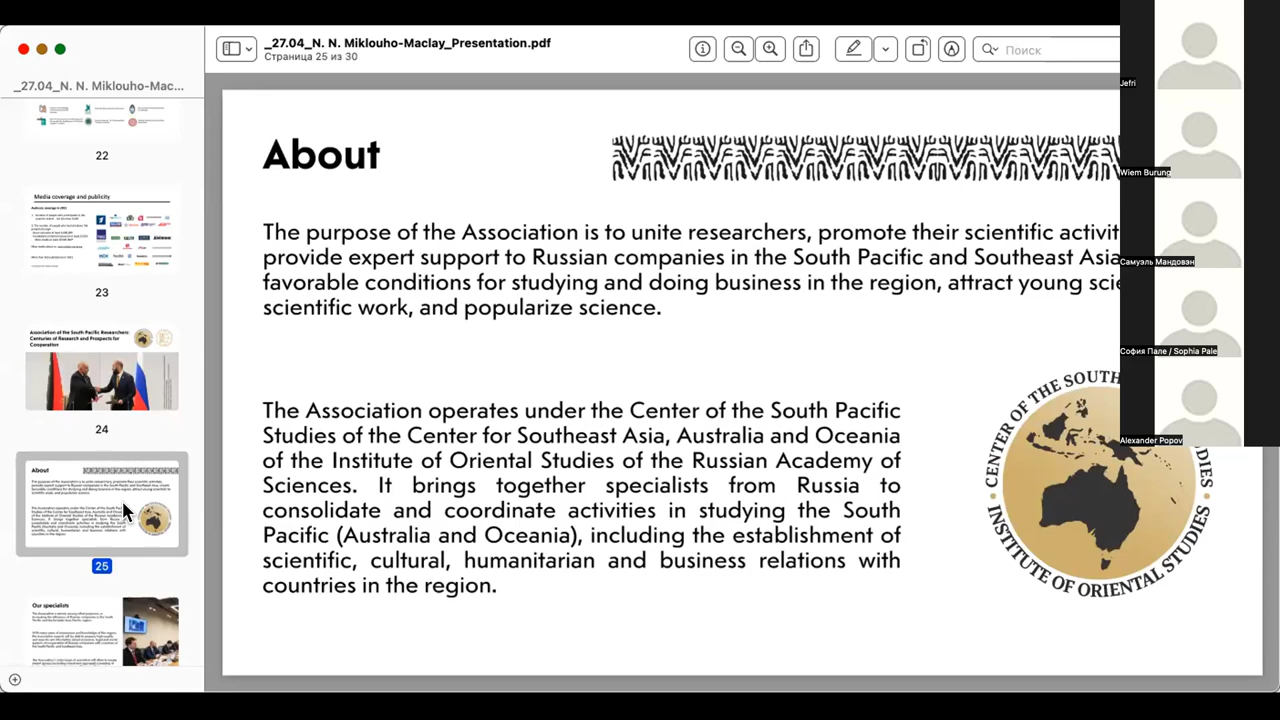 _27.04_N. N. Miklouho-Maclay_Presentation.pdf
Страница 25 из 30
Поиск
_27.04_N. N. Miklouho-Mac...
22
Media coverage and publicity
23
Association of the South Pacific Researchers:
Centuries of Research and Prospects for
Cooperation
24
About
25
Our specialists
About
The purpose of the Association is to unite researchers, promote their scientific activit
provide expert support to Russian companies in the South Pacific and Southeast Asia
favorable conditions for studying and doing business in the region, attract young scie
scientific work, and popularize science.
The Association operates under the Center of the South Pacific
Studies of the Center for Southeast Asia, Australia and Oceania
of the Institute of Oriental Studies of the Russian Academy of
Sciences. It brings together specialists from Russia to
consolidate and coordinate activities in studying the South
Pacific (Australia and Oceania), including the establishment of
scientific, cultural, humanitarian and business relations with
countries in the region.
CENTER OF THE SOUTH
DIES
INSTITUTE OF ORIENTAL STUDIES
Jefri
Wiem Burung
Самуэль Мандовэн
София Пале / Sophia Pale
Alexander Popov